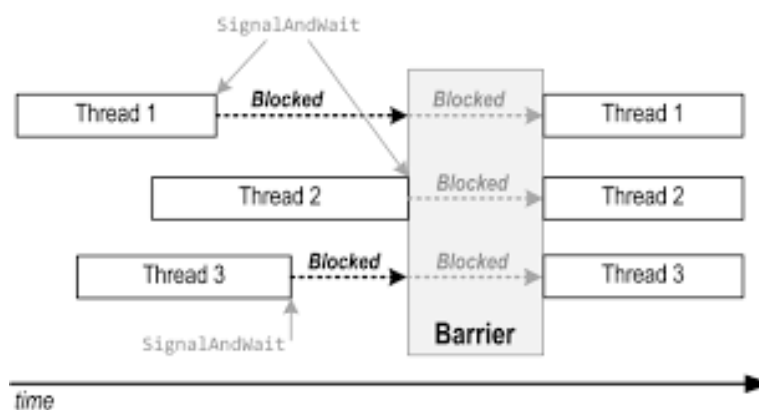 SignalAndWait
Thread 1 Blocked Blocked Thread 1
Thread 2 Blocked Thread 2
Thread 3 Blocked Blocked Thread 3
SignalAndWait
Barrier
time